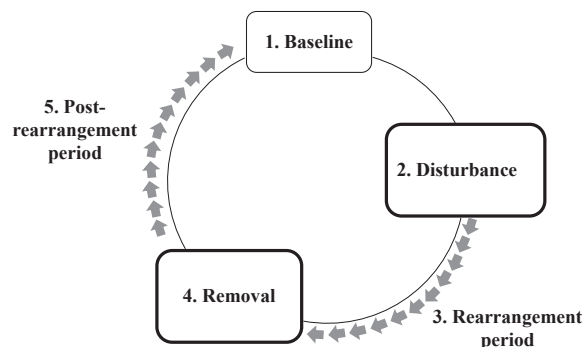 1. Baseline
2. Disturbance
3. Rearrangement
period
4. Removal
5. Post-
rearrangement
period